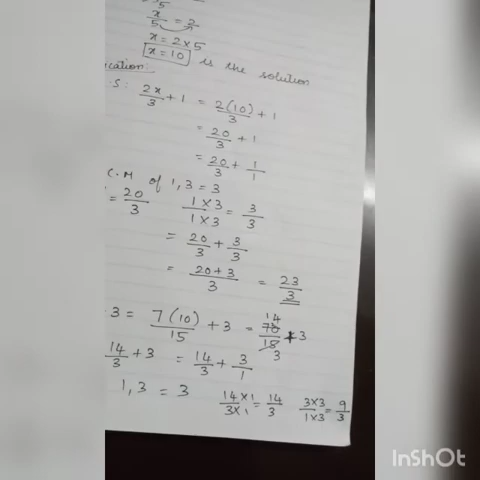 x/5 = 2
x = 2 x 5
x = 10 is the solution
cation:
S: 2x/3 + 1 = 2(10)/3 + 1
= 20/3 + 1
= 20/3 + 1/1
C.M of 1,3 = 3
= 20/3 1 x 3/1 x 3 = 3/3
= 20/3 + 3/3
= 20+3/3 = 23/3
3 = 7(10)/15 + 3 = 70/15 + 3
14
3
14/3 + 3 = 14/3 + 3/1
1,3 = 3 14 x 1/3 x 1 = 14/3 3 x 3/1 x 3 = 9/3
InShOt